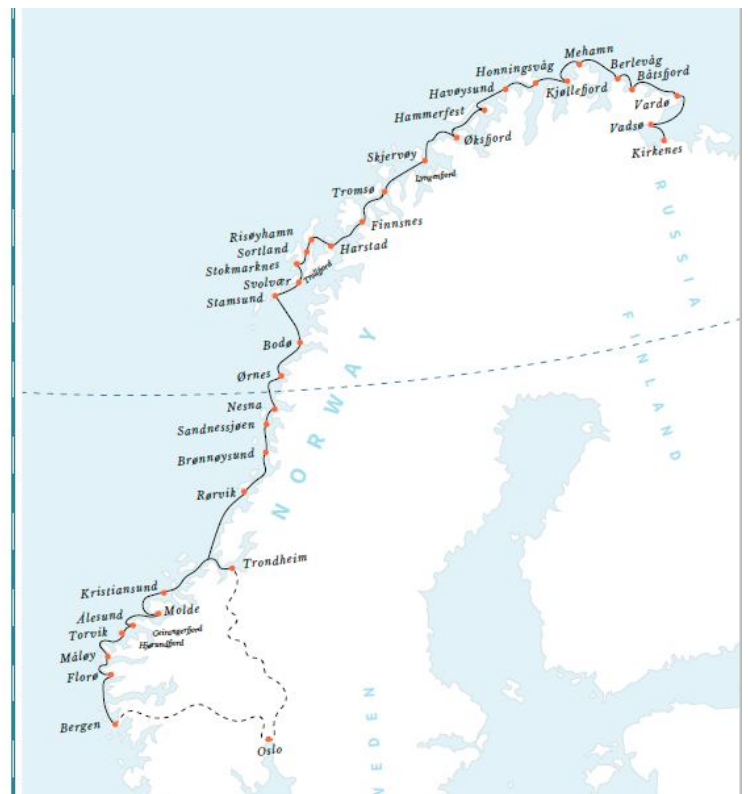 Mehamn
Honningsvåg
Berlevåg
Havøysund
Båtsfjord
Kjøllefjord
Hammerfest
Vardø
Vadsø
Øksfjord
Kirkenes
Skjervøy
Lyngenfjord
Tromsø
RUSSIA
Finnsnes
Risøyhamn
Harstad
Sortland
Stokmarknes
Trollfjord
Svolvær
Stamsund
FINLAND
Bodø
NORWAY
Ørnes
Nesna
Sandnessjøen
Brønnøysund
Rørvik
Trondheim
Kristiansund
Ålesund
Molde
Torvik
Geirangerfjord
Hjørundfjord
Måløy
Florø
Bergen
Oslo
WEDEN